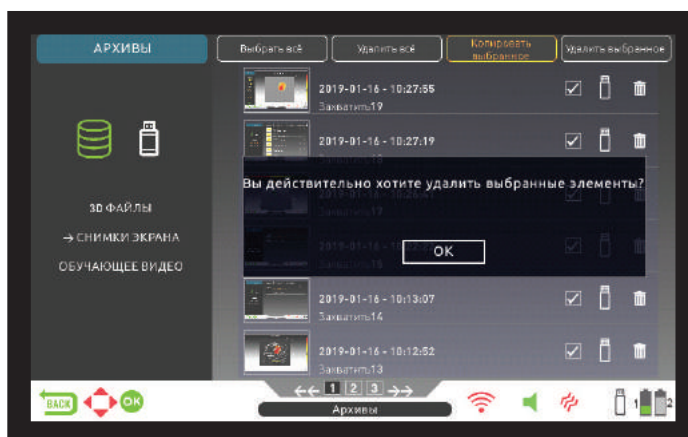 АРХИВЫ
Выбрать всё
Удалить всё
Копировать
выбранное
Удалить выбранное
2019-01-16 - 10:27:55
Захватить19
2019-01-16 - 10:27:19
Вы действительно хотите удалить выбранные элементы?
3D ФАЙЛЫ
→ СНИМКИ ЭКРАНА
ОБУЧАЮЩЕЕ ВИДЕО
OK
2019-01-16 - 10:13:07
Захватить14
2019-01-16 - 10:12:52
Захватить13
←← 1 2 3 →→
Архивы
BACK
OK
1
2